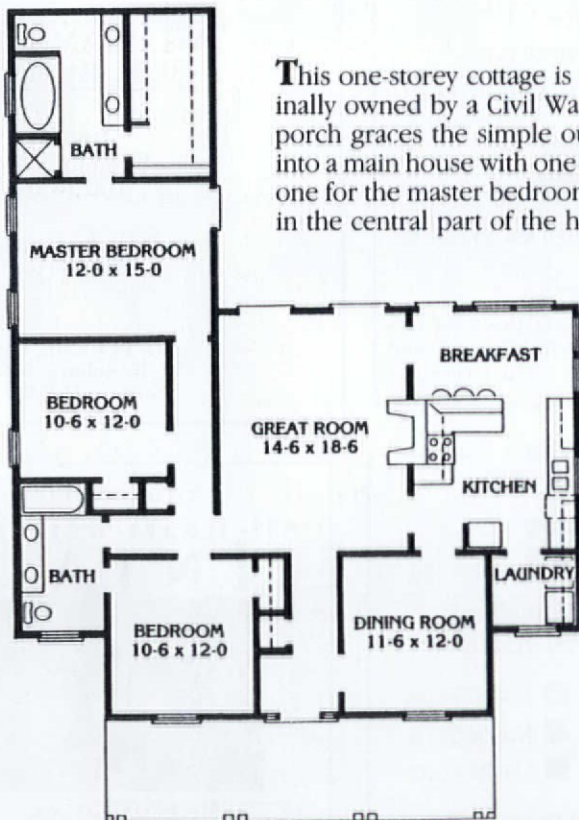 This one-storey cottage is
inally owned by a Civil Wa
porch graces the simple ou
into a main house with one
one for the master bedroom
in the central part of the h
BATH
MASTER BEDROOM
12-0 x 15-0
BREAKFAST
BEDROOM
10-6 x 12-0
GREAT ROOM
14-6 x 18-6
KITCHEN
BATH
LAUNDRY
BEDROOM
10-6 x 12-0
DINING ROOM
11-6 x 12-0